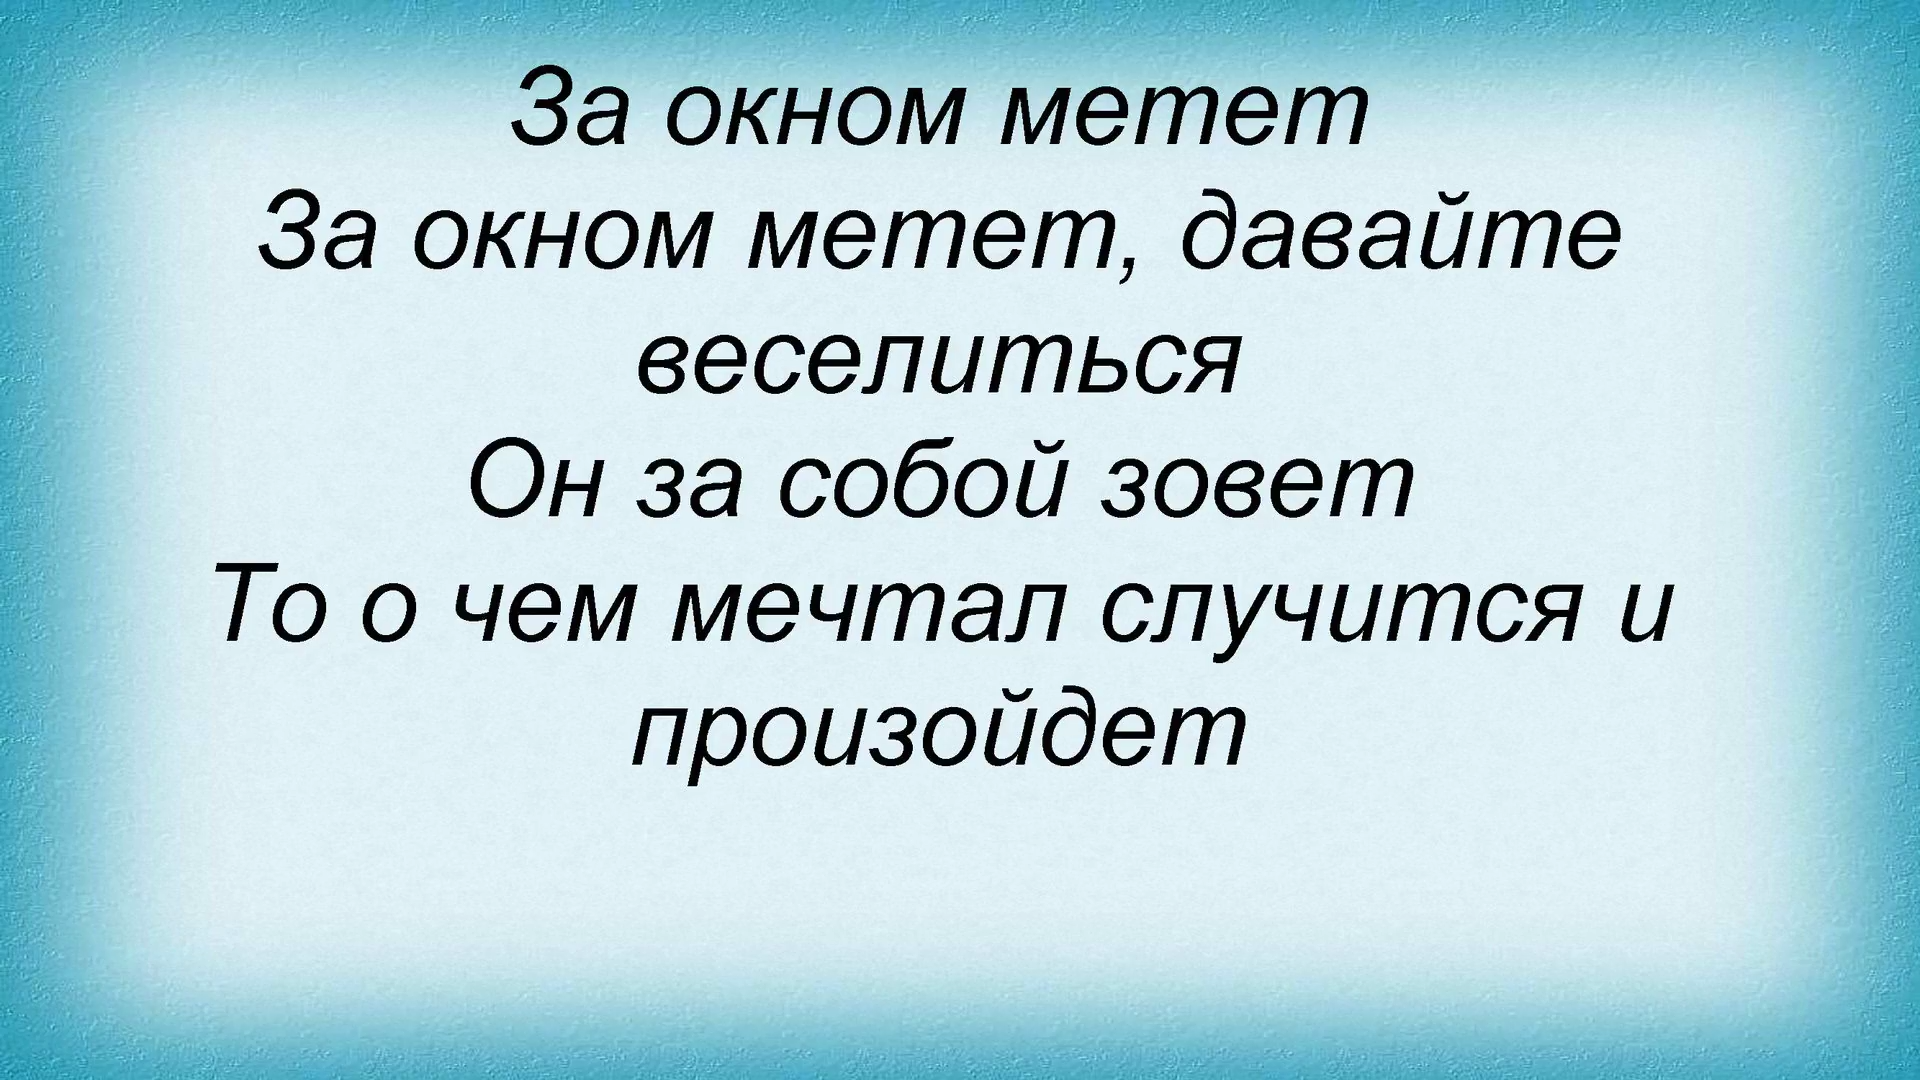 За окном метет
За окном метет, давайте
веселиться
Он за собой зовет
То о чем мечтал случится и
произойдет